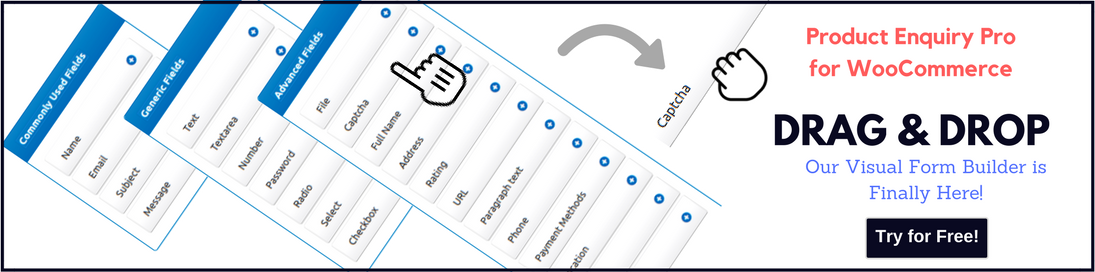 Commonly Used Fields
Name
Email
Subject
Message
Generic Fields
Text
Textarea
Number
Password
Radio
Select
Checkbox
Advanced Fields
File
Captcha
Full Name
Address
Rating
URL
Paragraph text
Phone
Payment Methods
Captcha
Product Enquiry Pro
for WooCommerce
DRAG & DROP
Our Visual Form Builder is
Finally Here!
Try for Free!